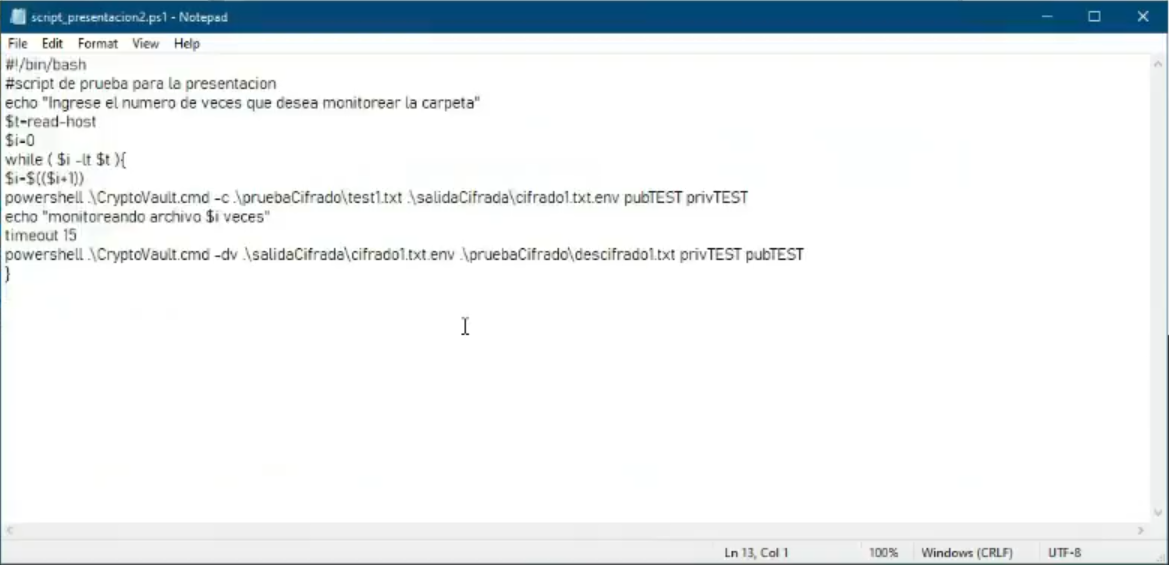 script_presentacion2.ps1 - Notepad
File Edit Format View Help
#!/bin/bash
#script de prueba para la presentacion
echo "Ingrese el numero de veces que desea monitorear la carpeta"
$t=read-host
$i=0
while ( $i -lt $t ){
$i=$(($i+1))
powershell .\CryptoVault.cmd -c .\pruebaCifrado\test1.txt .\salidaCifrada\cifrado1.txt.env pubTEST privTEST
echo "monitoreando archivo $i veces"
timeout 15
powershell .\CryptoVault.cmd -dv .\salidaCifrada\cifrado1.txt.env .\pruebaCifrado\descifrado1.txt privTEST pubTEST
}
Ln 13, Col 1 100% Windows (CRLF) UTF-8